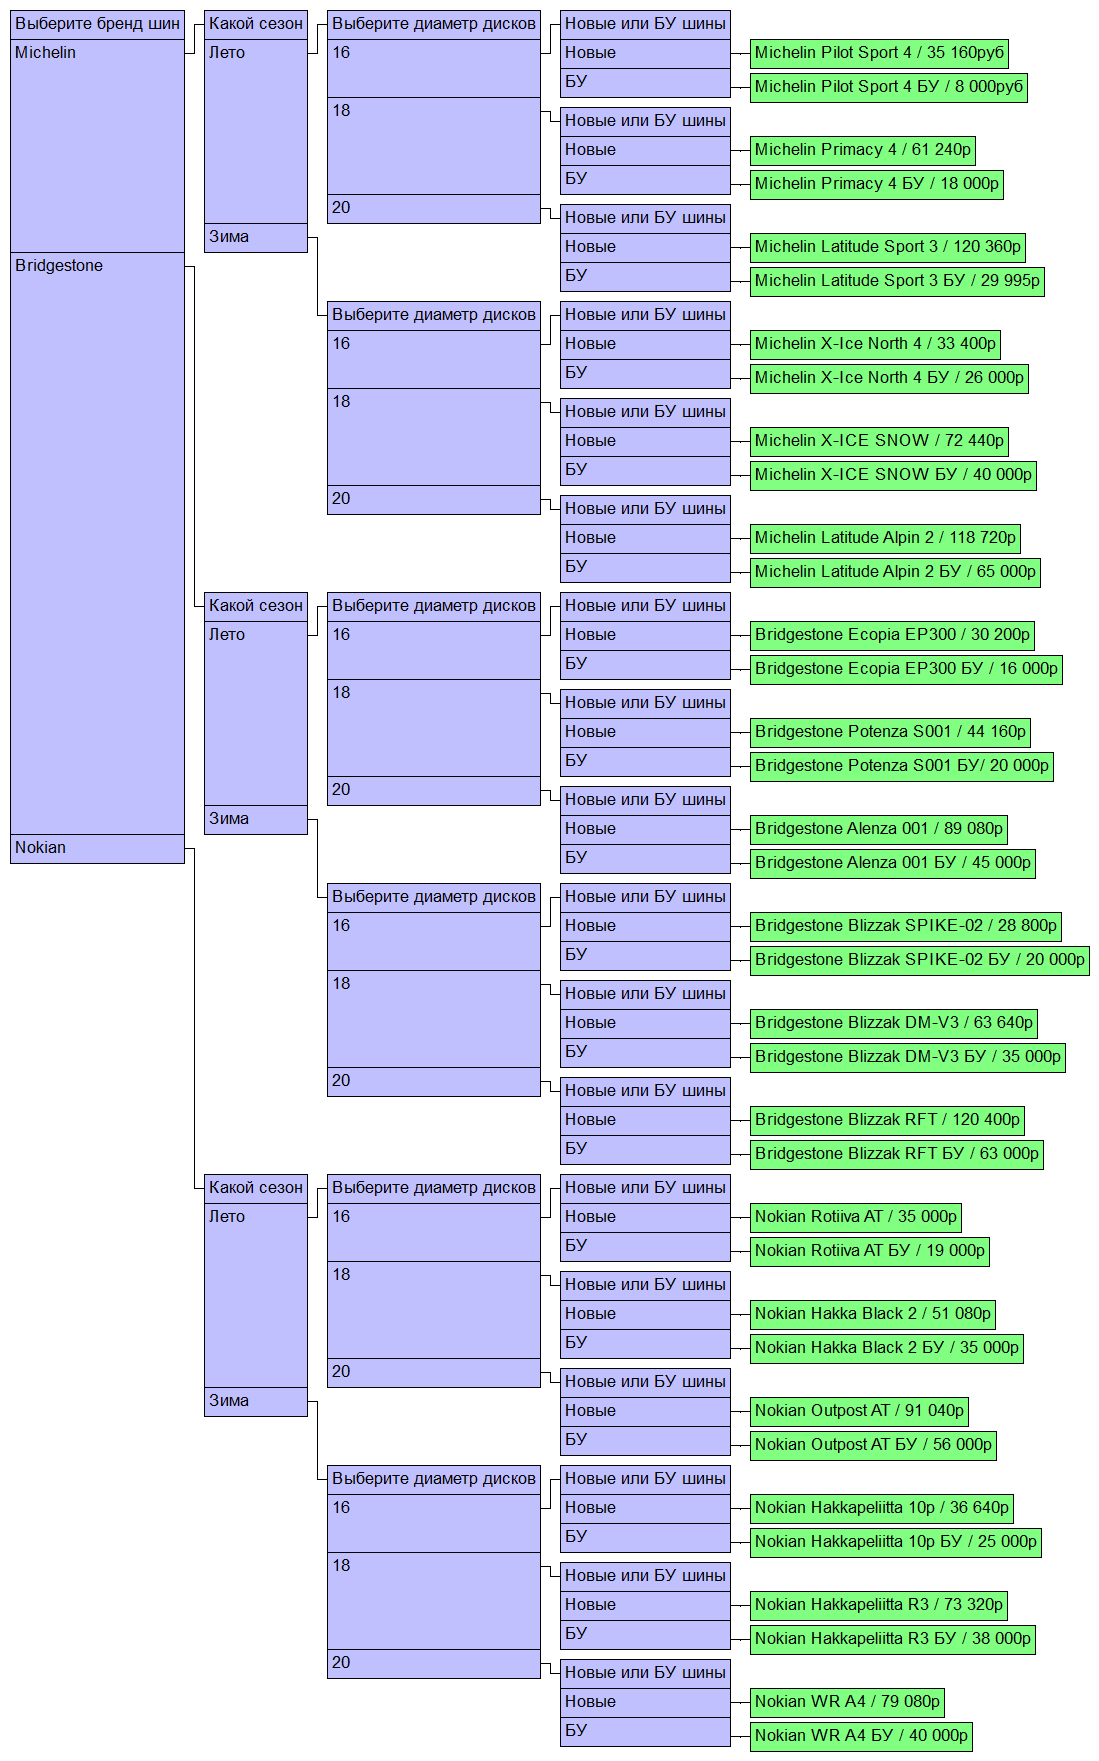 Выберите бренд шин
Michelin
Bridgestone
Nokian
Какой сезон
Лето
Зима
Выберите диаметр дисков
16
18
20
Новые или БУ шины
Новые
БУ
Michelin Pilot Sport 4 / 35 160руб
Michelin Pilot Sport 4 БУ / 8 000руб
Новые или БУ шины
Новые
БУ
Michelin Primacy 4 / 61 240р
Michelin Primacy 4 БУ / 18 000р
Новые или БУ шины
Новые
БУ
Michelin Latitude Sport 3 / 120 360р
Michelin Latitude Sport 3 БУ / 29 995р
Выберите диаметр дисков
16
18
20
Новые или БУ шины
Новые
БУ
Michelin X-Ice North 4 / 33 400р
Michelin X-Ice North 4 БУ / 26 000р
Новые или БУ шины
Новые
БУ
Michelin X-ICE SNOW / 72 440р
Michelin X-ICE SNOW БУ / 40 000р
Новые или БУ шины
Новые
БУ
Michelin Latitude Alpin 2 / 118 720р
Michelin Latitude Alpin 2 БУ / 65 000р
Какой сезон
Лето
Зима
Выберите диаметр дисков
16
18
20
Новые или БУ шины
Новые
БУ
Bridgestone Ecopia EP300 / 30 200р
Bridgestone Ecopia EP300 БУ / 16 000р
Новые или БУ шины
Новые
БУ
Bridgestone Potenza S001 / 44 160р
Bridgestone Potenza S001 БУ/ 20 000р
Новые или БУ шины
Новые
БУ
Bridgestone Alenza 001 / 89 080р
Bridgestone Alenza 001 БУ / 45 000р
Выберите диаметр дисков
16
18
20
Новые или БУ шины
Новые
БУ
Bridgestone Blizzak SPIKE-02 / 28 800р
Bridgestone Blizzak SPIKE-02 БУ / 20 000р
Новые или БУ шины
Новые
БУ
Bridgestone Blizzak DM-V3 / 63 640р
Bridgestone Blizzak DM-V3 БУ / 35 000р
Новые или БУ шины
Новые
БУ
Bridgestone Blizzak RFT / 120 400р
Bridgestone Blizzak RFT БУ / 63 000р
Какой сезон
Лето
Зима
Выберите диаметр дисков
16
18
20
Новые или БУ шины
Новые
БУ
Nokian Rotiiva AT / 35 000р
Nokian Rotiiva AT БУ / 19 000р
Новые или БУ шины
Новые
БУ
Nokian Hakka Black 2 / 51 080р
Nokian Hakka Black 2 БУ / 35 000р
Новые или БУ шины
Новые
БУ
Nokian Outpost AT / 91 040р
Nokian Outpost AT БУ / 56 000р
Выберите диаметр дисков
16
18
20
Новые или БУ шины
Новые
БУ
Nokian Hakkapeliitta 10p / 36 640р
Nokian Hakkapeliitta 10p БУ / 25 000р
Новые или БУ шины
Новые
БУ
Nokian Hakkapeliitta R3 / 73 320р
Nokian Hakkapeliitta R3 БУ / 38 000р
Новые или БУ шины
Новые
БУ
Nokian WR A4 / 79 080р
Nokian WR A4 БУ / 40 000р